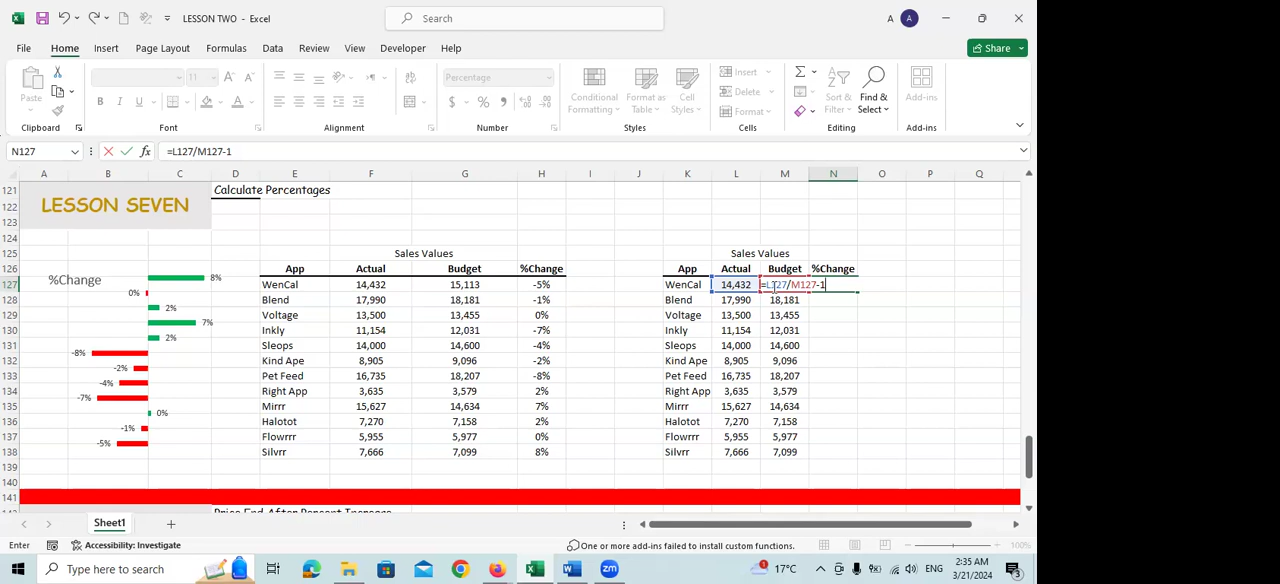 LESSON TWO - Excel
Search
A A
File Home Insert Page Layout Formulas Data Review View Developer Help
Share
Paste
11
Percentage
Conditional Formatting
Format as Table
Cell Styles
Insert
Delete
Format
Sort & Filter
Find & Select
Add-ins
Clipboard Font Alignment Number Styles Cells Editing Add-ins
N127 fx =L127/M127-1
A B C D E F G H I J K L M N O P Q
121 Calculate Percentages
122 LESSON SEVEN
123
124
125 Sales Values Sales Values
126 App Actual Budget %Change App Actual Budget %Change
127 WenCal 14,432 15,113 -5% WenCal 14,432 =L127/M127-1
128 Blend 17,990 18,181 -1% Blend 17,990 18,181
129 Voltage 13,500 13,455 0% Voltage 13,500 13,455
130 Inkly 11,154 12,031 -7% Inkly 11,154 12,031
131 Sleops 14,000 14,600 -4% Sleops 14,000 14,600
132 Kind Ape 8,905 9,096 -2% Kind Ape 8,905 9,096
133 Pet Feed 16,735 18,207 -8% Pet Feed 16,735 18,207
134 Right App 3,635 3,579 2% Right App 3,635 3,579
135 Mirrr 15,627 14,634 7% Mirrr 15,627 14,634
136 Halotot 7,270 7,158 2% Halotot 7,270 7,158
137 Flowrrr 5,955 5,977 0% Flowrrr 5,955 5,977
138 Silvrr 7,666 7,099 8% Silvrr 7,666 7,099
139
140
141
%Change
8%
0%
2%
7%
2%
-8%
-2%
-4%
-7%
0%
-1%
-5%
Price End After Percent Increase
Sheet1
Enter Accessibility: Investigate One or more add-ins failed to install custom functions. 100%
Type here to search
17°C ENG 2:35 AM
3/21/2024